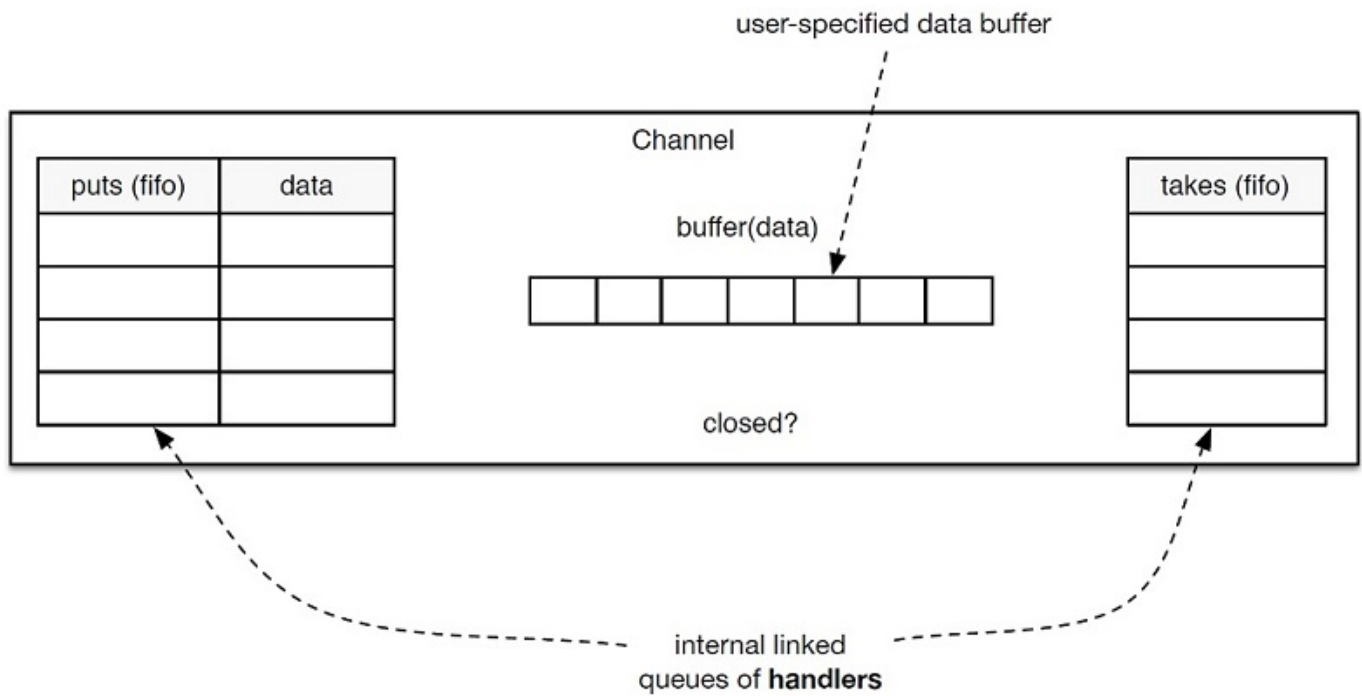 user-specified data buffer
Channel
puts (fifo)
data
takes (fifo)
buffer(data)
closed?
internal linked
queues of handlers